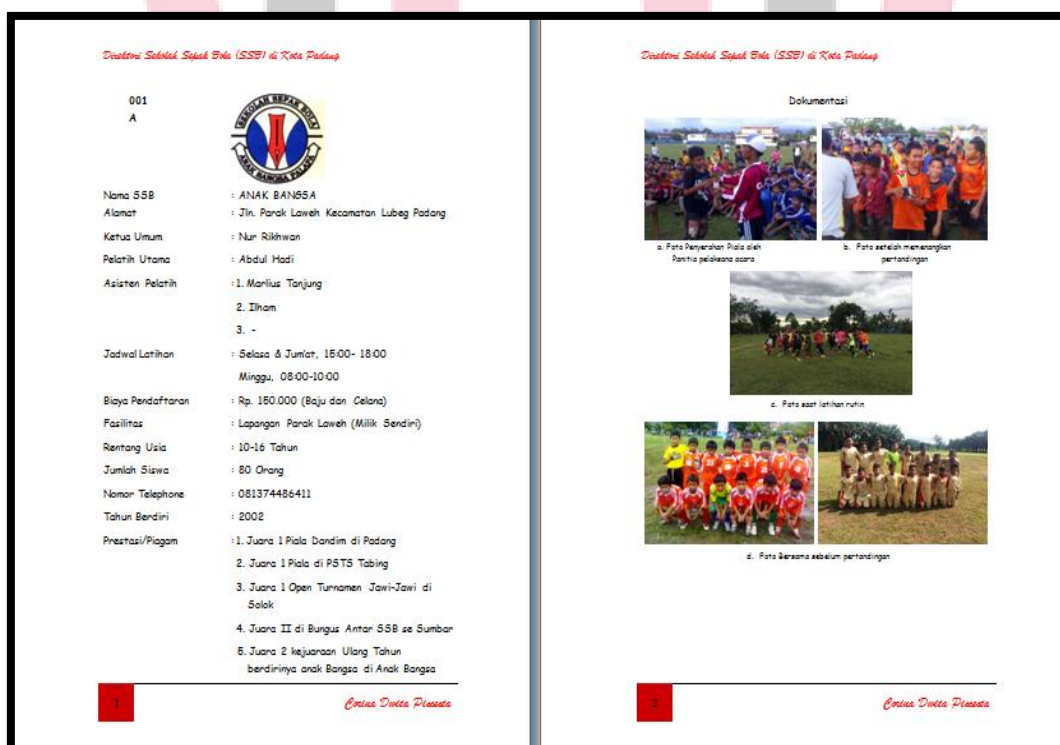 Direktori Sekolah Sepak Bola (SSB) di Kota Padang
001
A
SEKOLAH SEPAK BOLA
ANAK BANGSA
Nama SSB : ANAK BANGSA
Alamat : Jln. Parak Laweh Kecamatan Lubeg Padang
Ketua Umum : Nur Rikhwan
Pelatih Utama : Abdul Hadi
Asisten Pelatih :1. Marlius Tanjung
2. Ilham
3. -
Jadwal Latihan : Selasa & Jum'at, 15:00- 18:00
Minggu, 08:00-10:00
Biaya Pendaftaran : Rp. 150.000 (Baju dan Celana)
Fasilitas : Lapangan Parak Laweh (Milik Sendiri)
Rentang Usia : 10-16 Tahun
Jumlah Siswa : 80 Orang
Nomor Telephone : 081374486411
Tahun Berdiri : 2002
Prestasi/Piagam :1. Juara 1 Piala Dandim di Padang
2. Juara 1 Piala di PSTS Tabing
3. Juara 1 Open Turnamen Jawi-Jawi di
Solok
4. Juara II di Bungus Antar SSB se Sumbar
5. Juara 2 kejuaraan Ulang Tahun
berdirinya anak Bangsa di Anak Bangsa
1
Corina Dwita
Direktori Sekolah Sepak Bola (SSB) di Kota Padang
Dokumentasi
a. Foto Penyerahan Piala oleh
Panitia pelaksana acara
b. Foto setelah memenangkan
pertandingan
c. Foto saat latihan rutin
d. Foto Bersama sebelum pertandingan
2
Corina Dwita